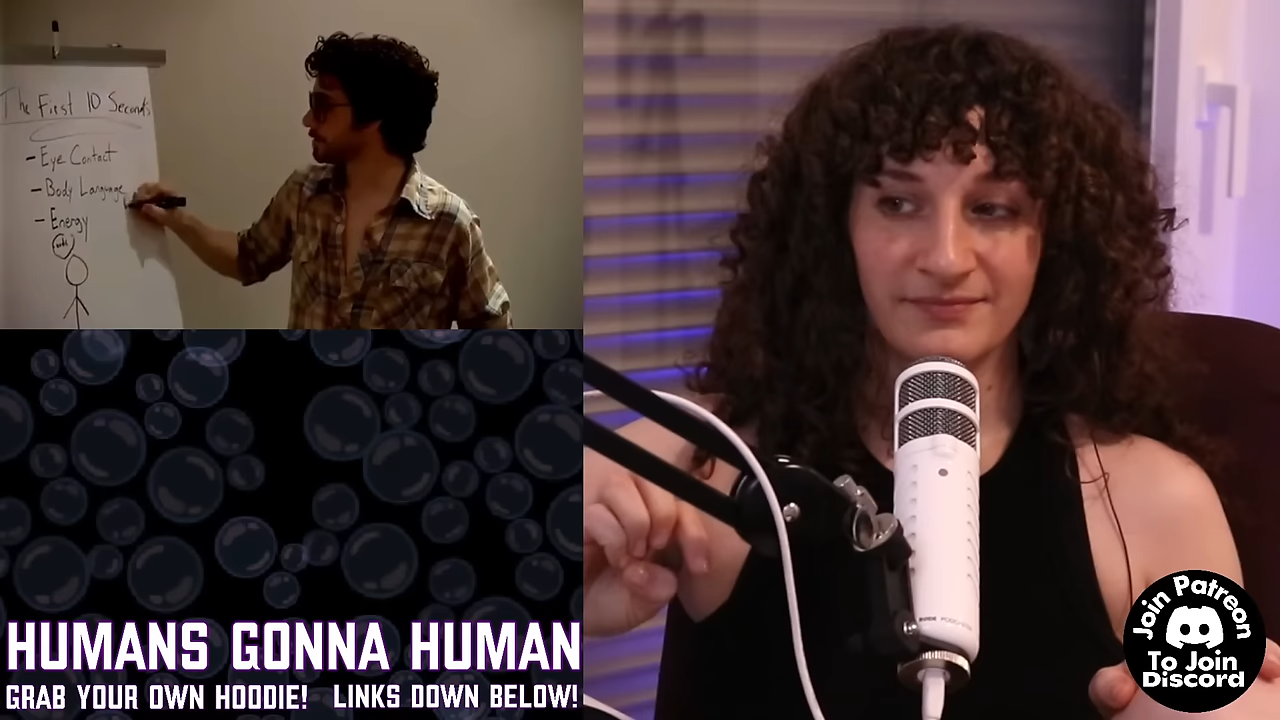 The First 10 Seconds
- Eye Contact
- Body Language
- Energy
HUMANS GONNA HUMAN
GRAB YOUR OWN HOODIE! LINKS DOWN BELOW!
Join Patreon
To Join
Discord